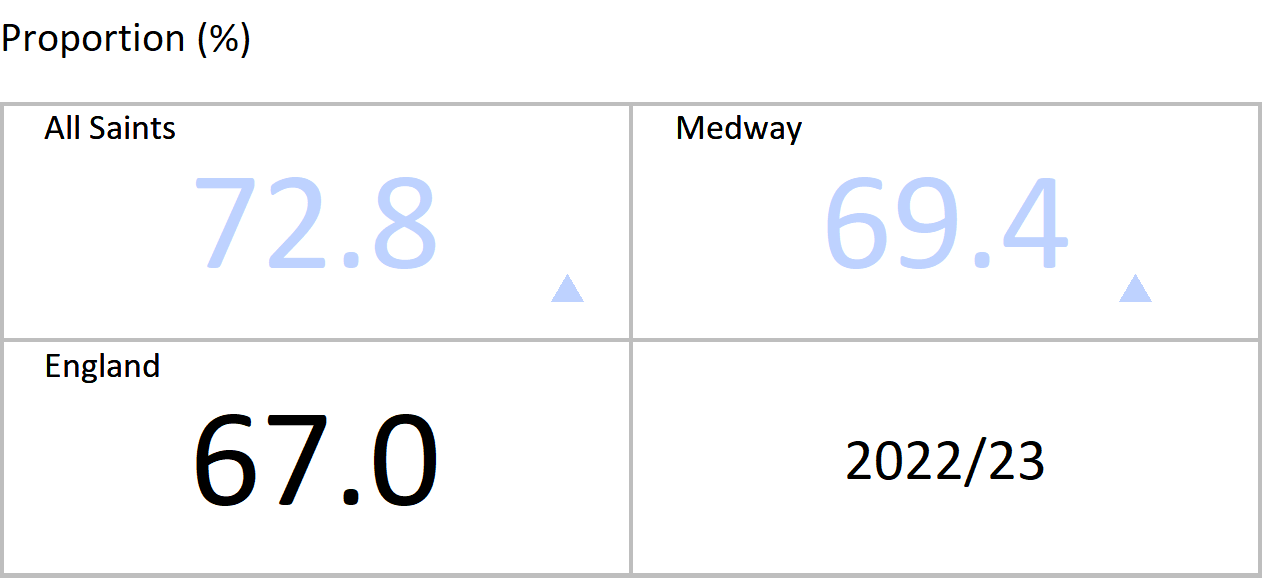 Proportion (%)
All Saints
72.8
Medway
69.4
England
67.0
2022/23